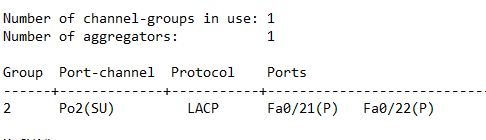 Number of channel-groups in use: 1
Number of aggregators:           1
Group  Port-channel  Protocol    Ports
------+-------------+-----------+-----------------------------
2      Po2(SU)         LACP      Fa0/21(P)   Fa0/22(P)